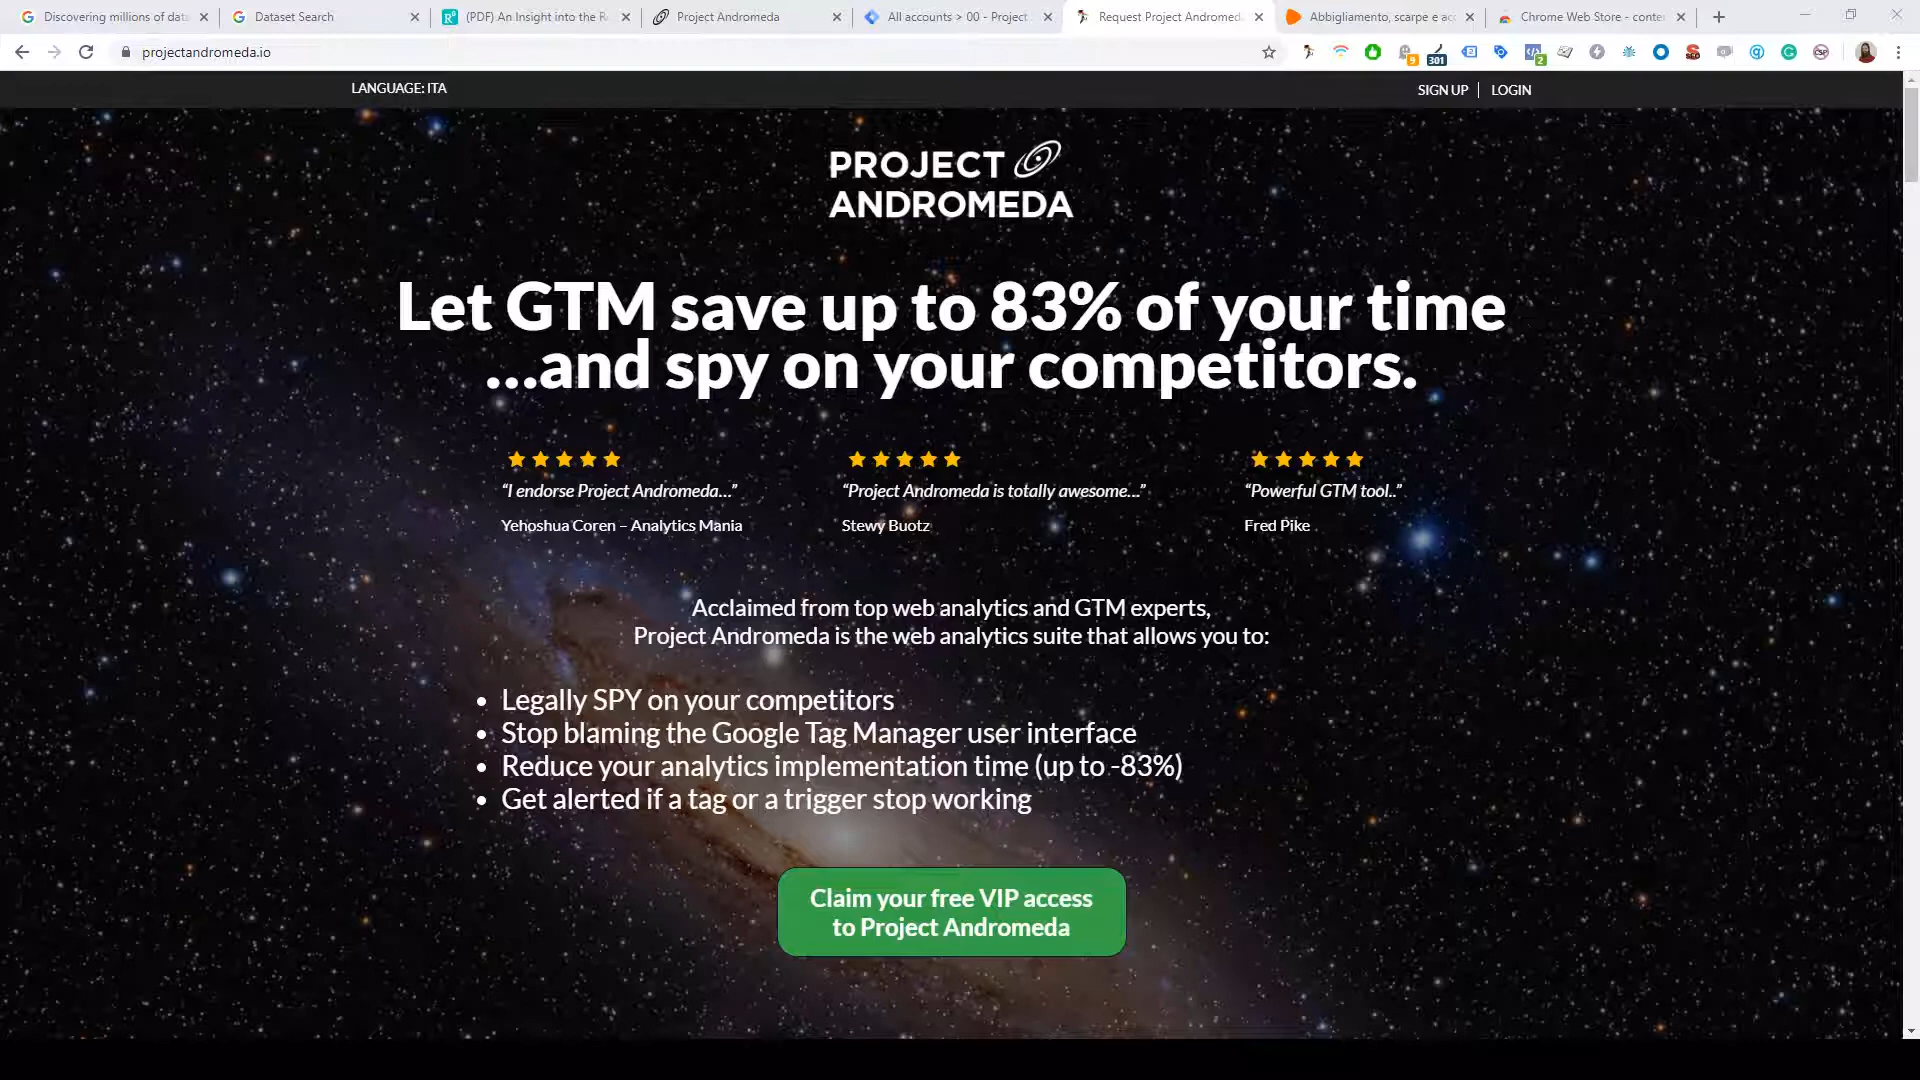 Discovering millions of dat
Dataset Search
(PDF) An Insight into the R
Project Andromeda
All accounts > 00 - Project
Request Project Andromed
Abbigliamento, scarpe e acc
Chrome Web Store - conte
projectandromeda.io
9
301
2
LANGUAGE: ITA
SIGN UP
LOGIN
PROJECT
ANDROMEDA
Let GTM save up to 83% of your time
...and spy on your competitors.
“I endorse Project Andromeda...”
Yehoshua Coren – Analytics Mania
“Project Andromeda is totally awesome...”
Stewy Buotz
“Powerful GTM tool..”
Fred Pike
Acclaimed from top web analytics and GTM experts,
Project Andromeda is the web analytics suite that allows you to:
• Legally SPY on your competitors
• Stop blaming the Google Tag Manager user interface
• Reduce your analytics implementation time (up to -83%)
• Get alerted if a tag or a trigger stop working
Claim your free VIP access
to Project Andromeda